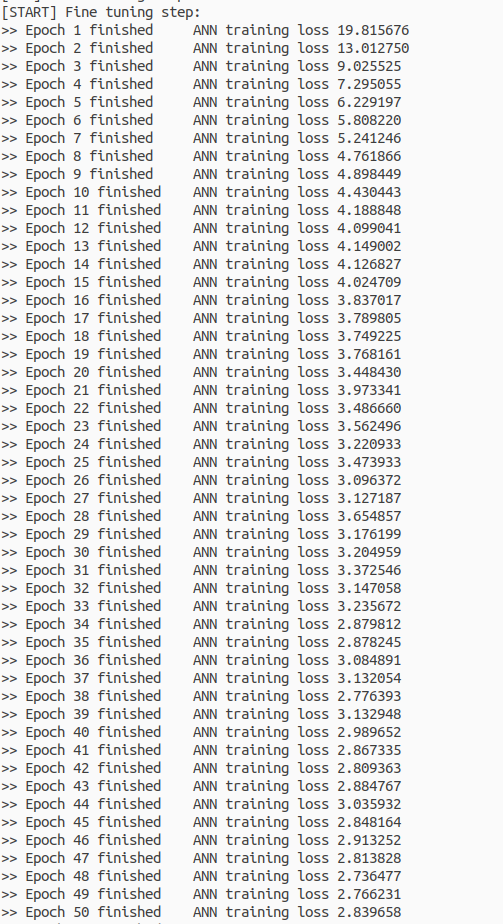 [START] Fine tuning step:
>> Epoch 1 finished     ANN training loss 19.815676
>> Epoch 2 finished     ANN training loss 13.012750
>> Epoch 3 finished     ANN training loss 9.025525
>> Epoch 4 finished     ANN training loss 7.295055
>> Epoch 5 finished     ANN training loss 6.229197
>> Epoch 6 finished     ANN training loss 5.808220
>> Epoch 7 finished     ANN training loss 5.241246
>> Epoch 8 finished     ANN training loss 4.761866
>> Epoch 9 finished     ANN training loss 4.898449
>> Epoch 10 finished    ANN training loss 4.430443
>> Epoch 11 finished    ANN training loss 4.188848
>> Epoch 12 finished    ANN training loss 4.099041
>> Epoch 13 finished    ANN training loss 4.149002
>> Epoch 14 finished    ANN training loss 4.126827
>> Epoch 15 finished    ANN training loss 4.024709
>> Epoch 16 finished    ANN training loss 3.837017
>> Epoch 17 finished    ANN training loss 3.789805
>> Epoch 18 finished    ANN training loss 3.749225
>> Epoch 19 finished    ANN training loss 3.768161
>> Epoch 20 finished    ANN training loss 3.448430
>> Epoch 21 finished    ANN training loss 3.973341
>> Epoch 22 finished    ANN training loss 3.486660
>> Epoch 23 finished    ANN training loss 3.562496
>> Epoch 24 finished    ANN training loss 3.220933
>> Epoch 25 finished    ANN training loss 3.473933
>> Epoch 26 finished    ANN training loss 3.096372
>> Epoch 27 finished    ANN training loss 3.127187
>> Epoch 28 finished    ANN training loss 3.654857
>> Epoch 29 finished    ANN training loss 3.176199
>> Epoch 30 finished    ANN training loss 3.204959
>> Epoch 31 finished    ANN training loss 3.372546
>> Epoch 32 finished    ANN training loss 3.147058
>> Epoch 33 finished    ANN training loss 3.235672
>> Epoch 34 finished    ANN training loss 2.879812
>> Epoch 35 finished    ANN training loss 2.878245
>> Epoch 36 finished    ANN training loss 3.084891
>> Epoch 37 finished    ANN training loss 3.132054
>> Epoch 38 finished    ANN training loss 2.776393
>> Epoch 39 finished    ANN training loss 3.132948
>> Epoch 40 finished    ANN training loss 2.989652
>> Epoch 41 finished    ANN training loss 2.867335
>> Epoch 42 finished    ANN training loss 2.809363
>> Epoch 43 finished    ANN training loss 2.884767
>> Epoch 44 finished    ANN training loss 3.035932
>> Epoch 45 finished    ANN training loss 2.848164
>> Epoch 46 finished    ANN training loss 2.913252
>> Epoch 47 finished    ANN training loss 2.813828
>> Epoch 48 finished    ANN training loss 2.736477
>> Epoch 49 finished    ANN training loss 2.766231
>> Epoch 50 finished    ANN training loss 2.839658